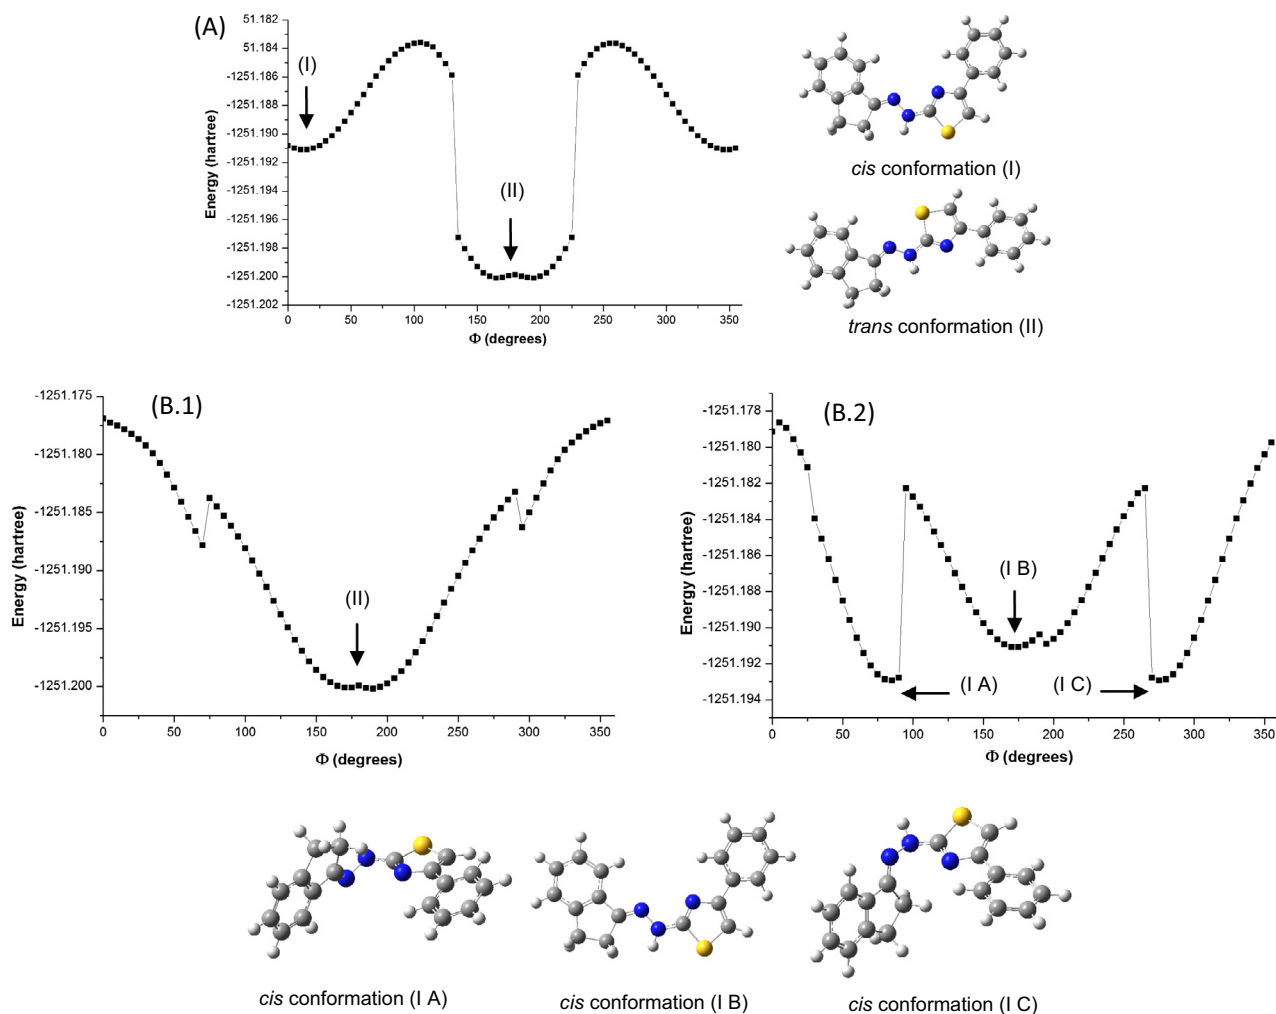 (A)
51.182
-1251.184
-1251.186
-1251.188
-1251.190
-1251.192
-1251.194
-1251.196
-1251.198
-1251.200
-1251.202
Energy (hartree)
(I)
(II)
0 50 100 150 200 250 300 350
Φ (degrees)
cis conformation (I)
trans conformation (II)
(B.1)
-1251.175
-1251.180
-1251.185
-1251.190
-1251.195
-1251.200
Energy (hartree)
(II)
0 50 100 150 200 250 300 350
Φ (degrees)
(B.2)
-1251.178
-1251.180
-1251.182
-1251.184
-1251.186
-1251.188
-1251.190
-1251.192
-1251.194
Energy (hartree)
(I B)
(I A) (I C)
0 50 100 150 200 250 300 350
Φ (degrees)
cis conformation (I A)
cis conformation (I B)
cis conformation (I C)